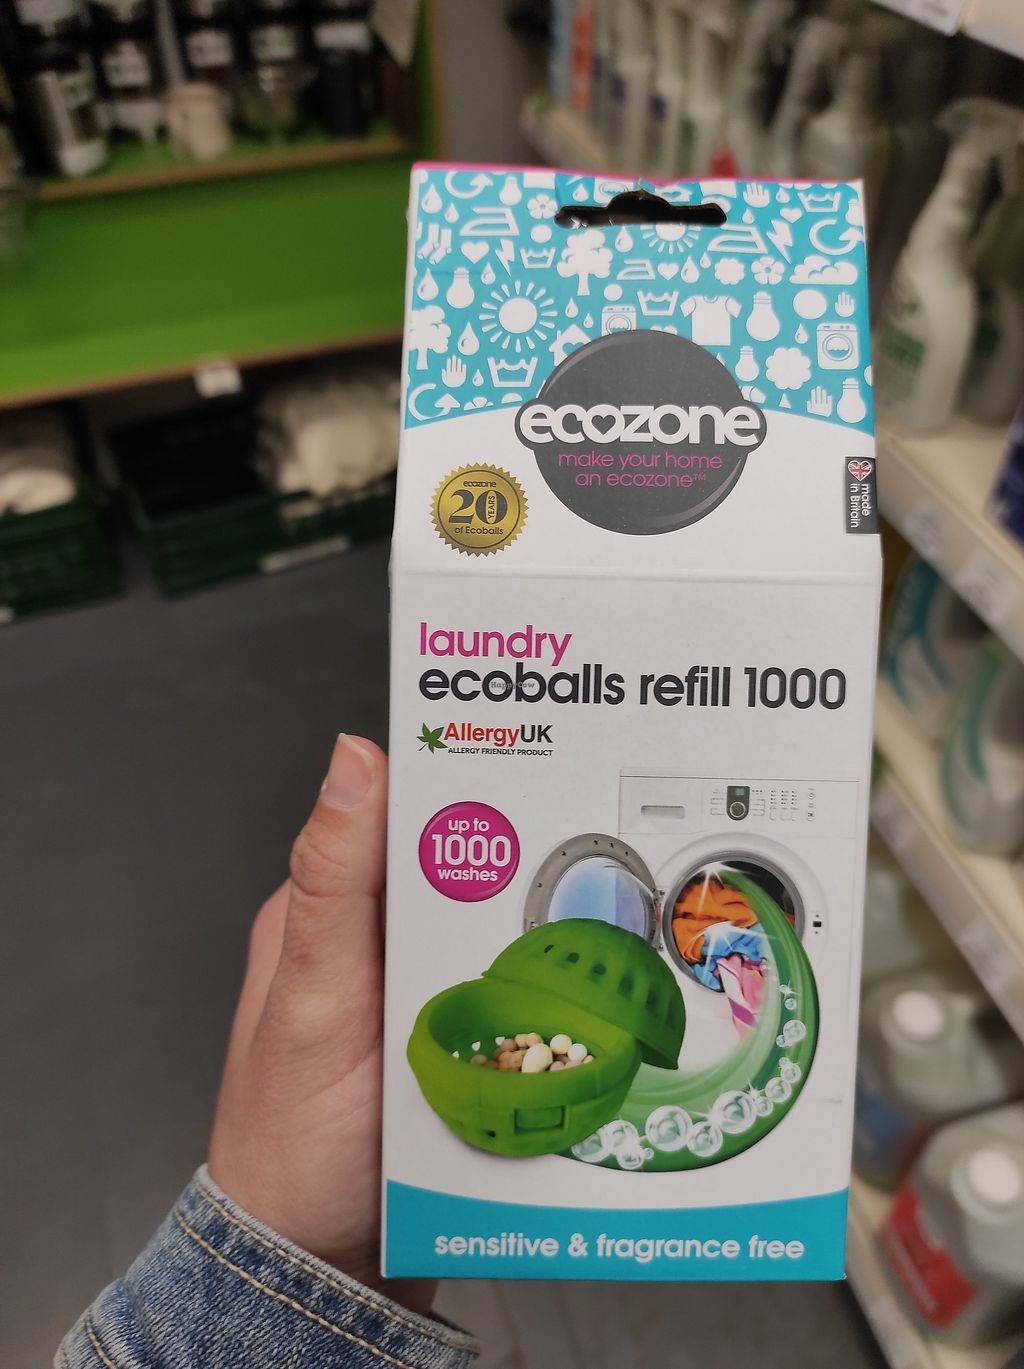 ecozone
make your home
an ecozone™
made
in Britain
ecozone
20 YEARS
of Ecoballs
laundry
ecoballs refill 1000
HappyCow
AllergyUK
ALLERGY FRIENDLY PRODUCT
up to
1000
washes
sensitive & fragrance free